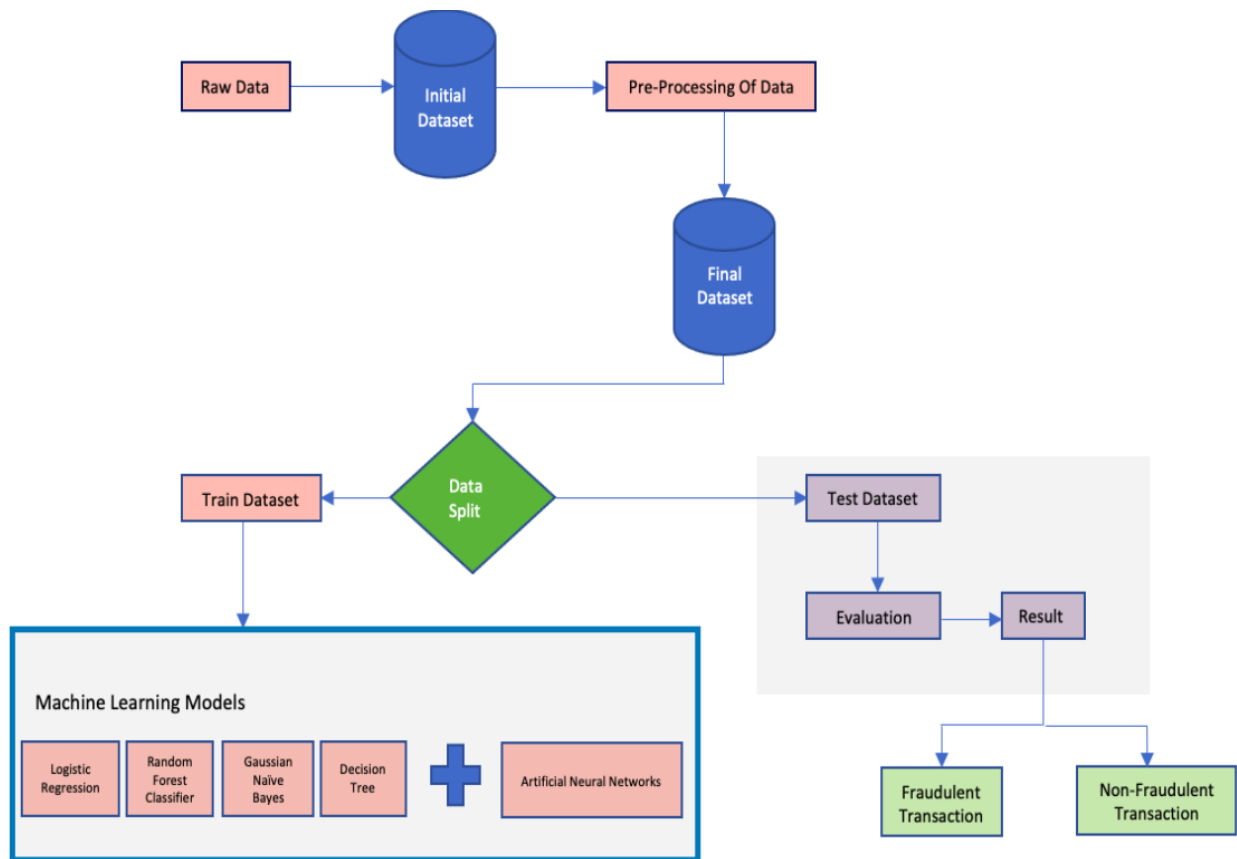 Raw Data
Initial
Dataset
Pre-Processing Of Data
Final
Dataset
Data
Split
Train Dataset
Test Dataset
Evaluation
Result
Machine Learning Models
Logistic
Regression
Random
Forest
Classifier
Gaussian
Naïve
Bayes
Decision
Tree
Artificial Neural Networks
Fraudulent
Transaction
Non-Fraudulent
Transaction